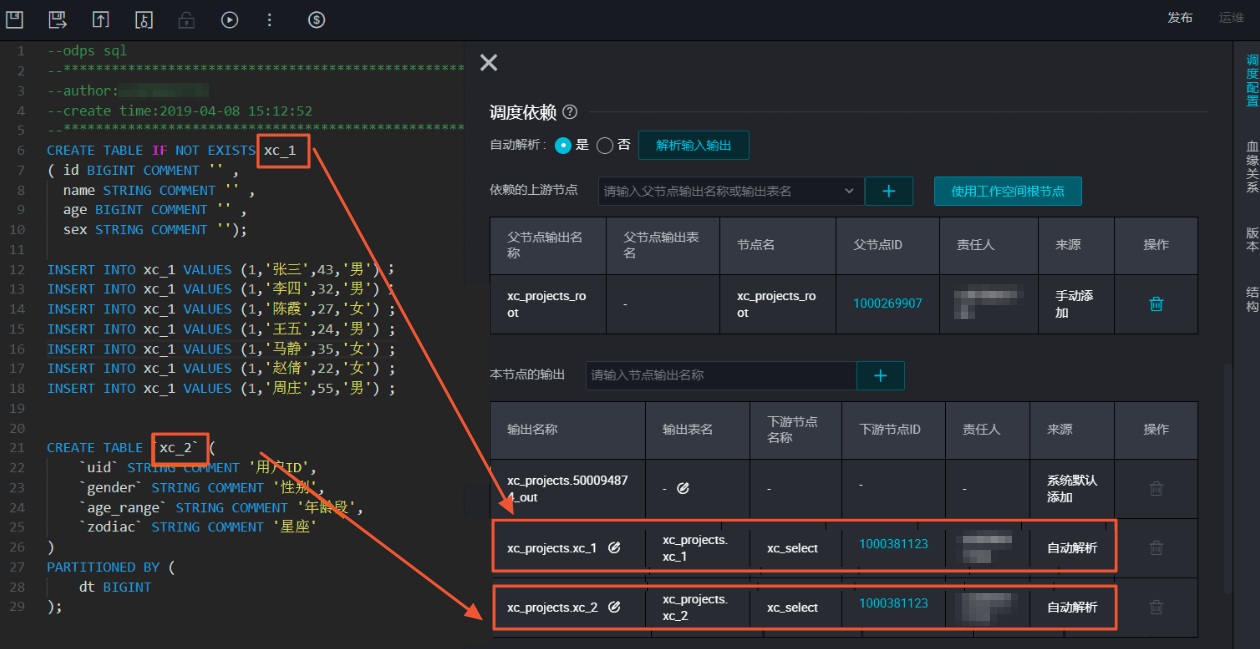 发布 运维
1 --odps sql
2 --**************************************************
3 --author:
4 --create time:2019-04-08 15:12:52
5 --**************************************************
6 CREATE TABLE IF NOT EXISTS xc_1
7 ( id BIGINT COMMENT '' ,
8 name STRING COMMENT '' ,
9 age BIGINT COMMENT '' ,
10 sex STRING COMMENT '');
11
12 INSERT INTO xc_1 VALUES (1,'张三',43,'男') ;
13 INSERT INTO xc_1 VALUES (1,'李四',32,'男') ;
14 INSERT INTO xc_1 VALUES (1,'陈霞',27,'女') ;
15 INSERT INTO xc_1 VALUES (1,'王五',24,'男') ;
16 INSERT INTO xc_1 VALUES (1,'马静',35,'女') ;
17 INSERT INTO xc_1 VALUES (1,'赵倩',22,'女') ;
18 INSERT INTO xc_1 VALUES (1,'周庄',55,'男') ;
19
20
21 CREATE TABLE `xc_2` (
22 `uid` STRING COMMENT '用户ID',
23 `gender` STRING COMMENT '性别',
24 `age_range` STRING COMMENT '年龄段',
25 `zodiac` STRING COMMENT '星座'
26 )
27 PARTITIONED BY (
28 dt BIGINT
29 );
调度依赖
自动解析: 是 否 解析输入输出
依赖的上游节点 请输入父节点输出名称或输出表名 + 使用工作空间根节点
父节点输出名称 父节点输出表名 节点名 父节点ID 责任人 来源 操作
xc_projects_root - xc_projects_root 1000269907 手动添加
本节点的输出 请输入节点输出名称 +
输出名称 输出表名 下游节点名称 下游节点ID 责任人 来源 操作
xc_projects.500094874_out - - - - 系统默认添加
xc_projects.xc_1 xc_projects.xc_1 xc_select 1000381123 自动解析
xc_projects.xc_2 xc_projects.xc_2 xc_select 1000381123 自动解析
调度配置
血缘关系
版本
结构